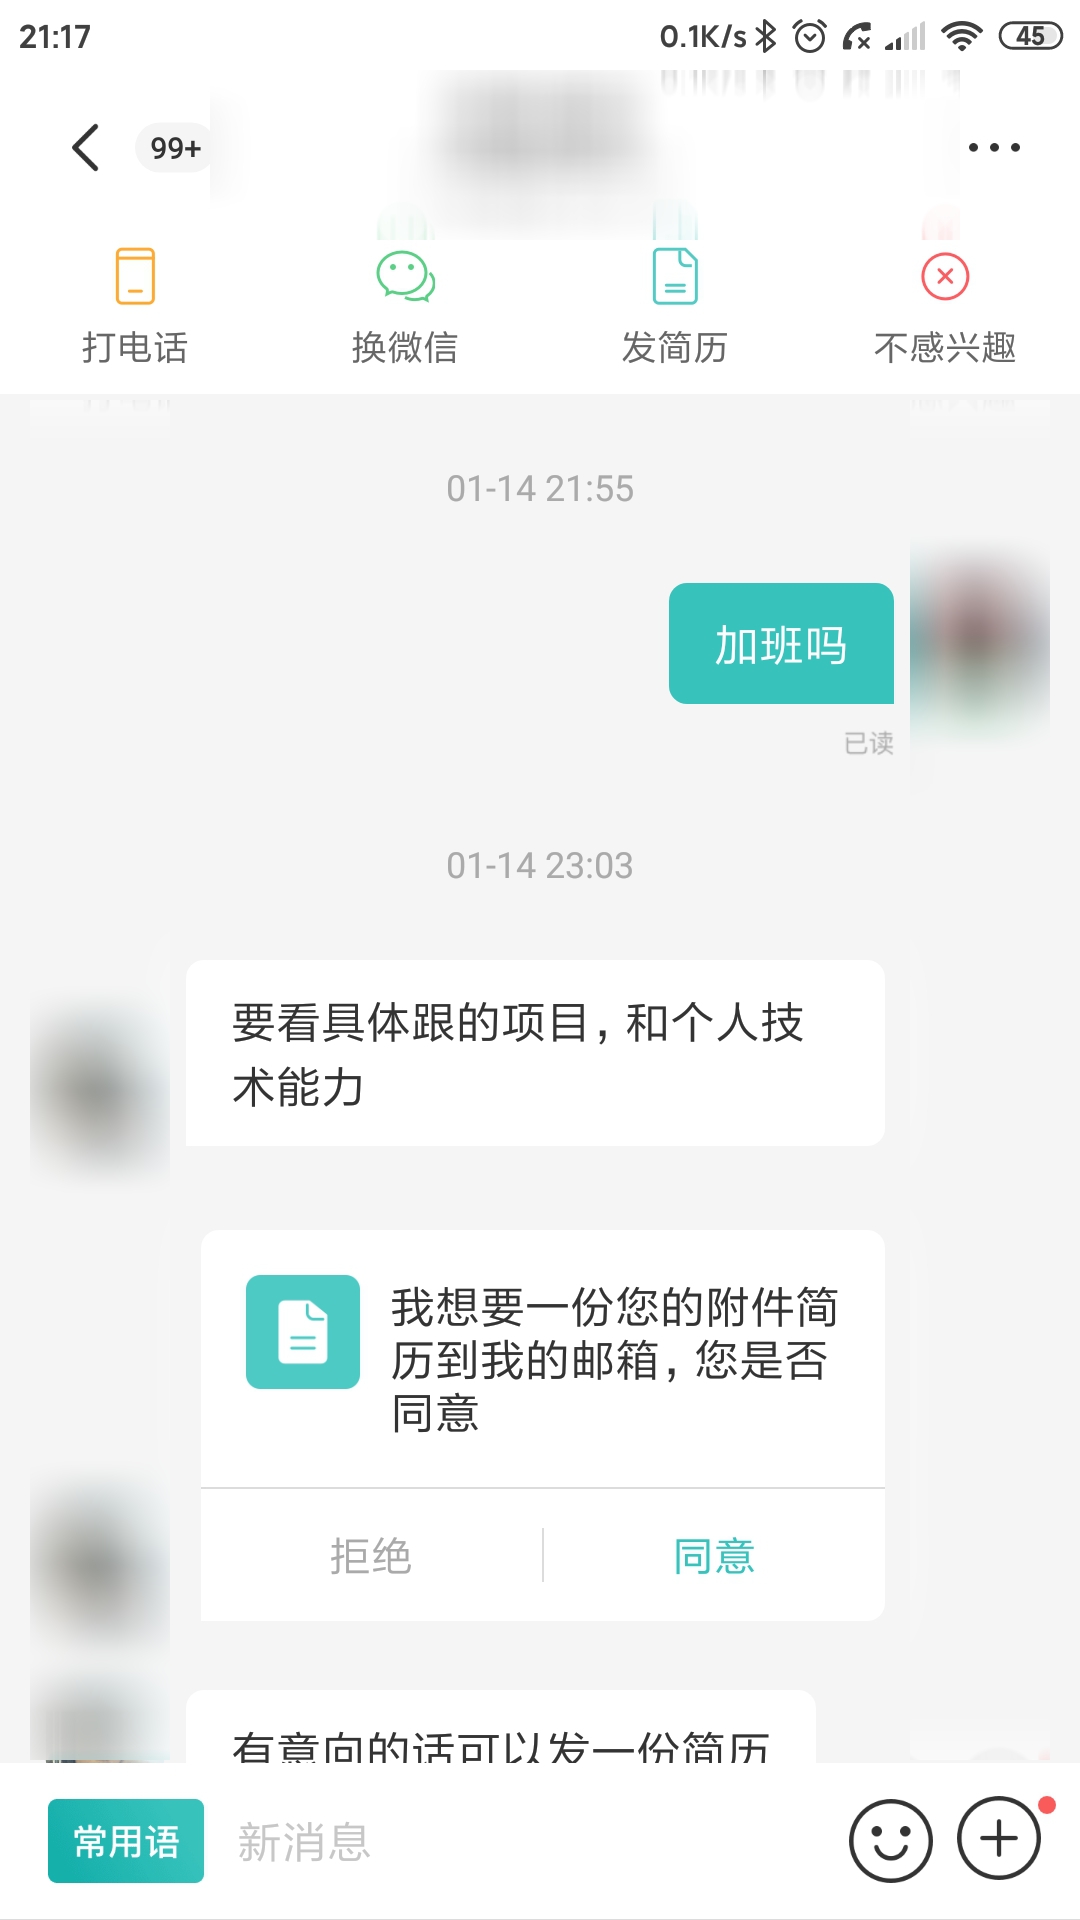 21:17
0.1K/s
45
99+
打电话
换微信
发简历
不感兴趣
01-14 21:55
加班吗
已读
01-14 23:03
要看具体跟的项目，和个人技
术能力
我想要一份您的附件简
历到我的邮箱，您是否
同意
拒绝
同意
有意向的话可以发一份简历
常用语
新消息